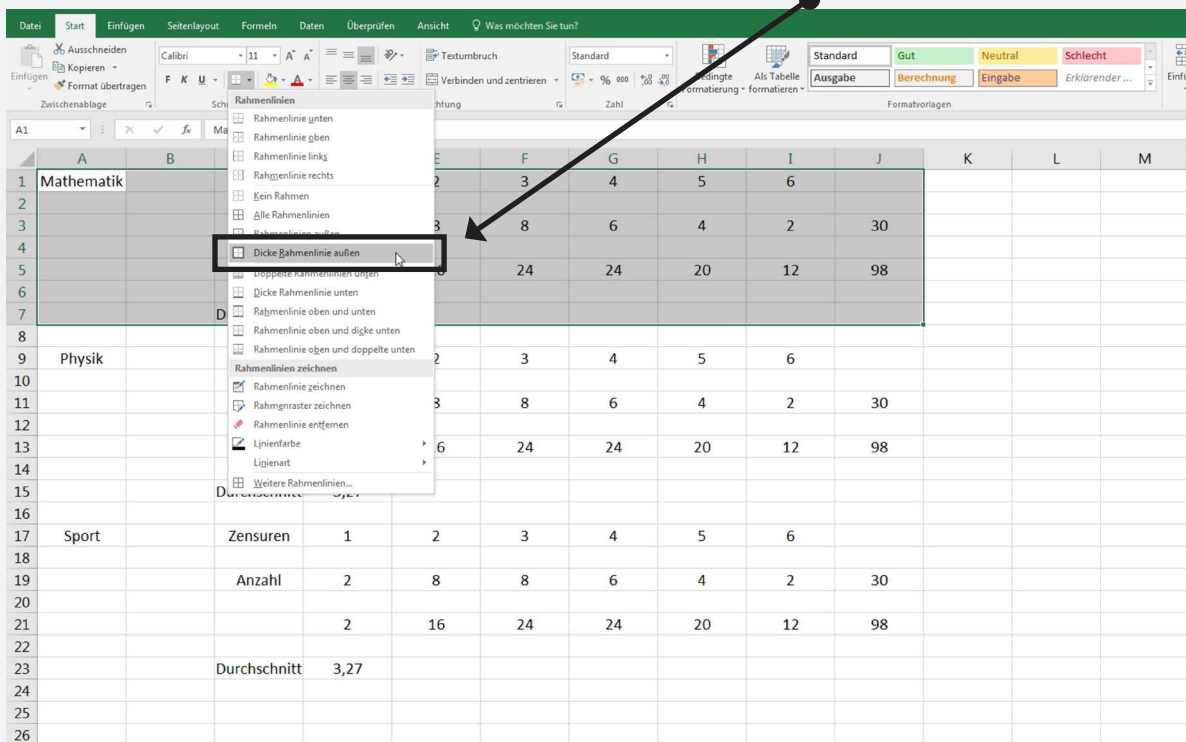 Datei Start Einfügen Seitenlayout Formeln Daten Überprüfen Ansicht Was möchten Sie tun?
Ausschneiden
Kopieren
Format übertragen
Einfügen
Zwischenablage
Calibri 11
F K U
Textumbruch
Verbinden und zentrieren
Standard
% 000
Zahl
Formatierung
Als Tabelle
formatieren
Standard Gut Neutral Schlecht
Ausgabe Berechnung Eingabe Erklärender ...
Formatvorlagen
A1 fx Ma
Rahmenlinien
Rahmenlinie unten
Rahmenlinie oben
Rahmenlinie links
Rahmenlinie rechts
Kein Rahmen
Alle Rahmenlinien
Rahmenlinien außen
Dicke Rahmenlinie außen
Doppelte Rahmenlinien unten
Dicke Rahmenlinie unten
Rahmenlinie oben und unten
Rahmenlinie oben und dicke unten
Rahmenlinie oben und doppelte unten
Rahmenlinien zeichnen
Rahmenlinie zeichnen
Rahmenraster zeichnen
Rahmenlinie entfernen
Linienfarbe
Linienart
Weitere Rahmenlinien...
A B E F G H I J K L M
1 Mathematik 2 3 4 5 6
2
3 8 8 6 4 2 30
4
5 24 24 20 12 98
6
7 D
8
9 Physik 2 3 4 5 6
10
11 8 8 6 4 2 30
12
13 6 24 24 20 12 98
14
15 Durchschnitt 3,27
16
17 Sport Zensuren 1 2 3 4 5 6
18
19 Anzahl 2 8 8 6 4 2 30
20
21 2 16 24 24 20 12 98
22
23 Durchschnitt 3,27
24
25
26